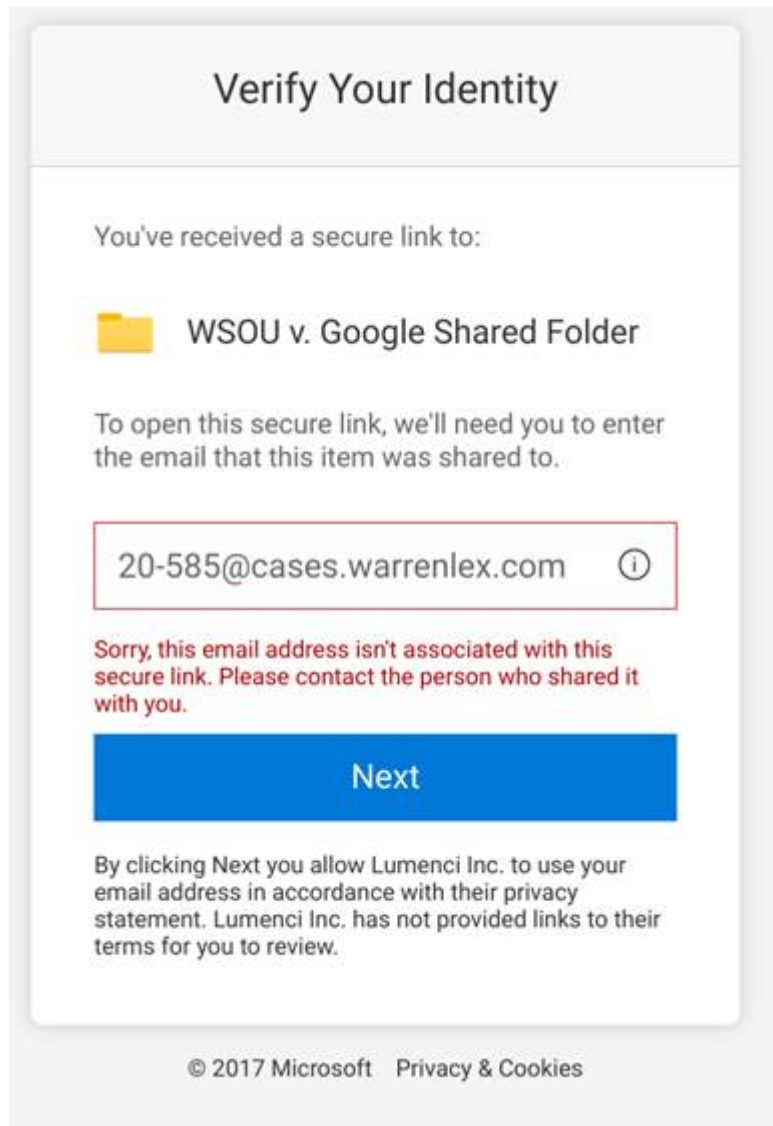 Verify Your Identity
You've received a secure link to:
WSOU v. Google Shared Folder
To open this secure link, we'll need you to enter
the email that this item was shared to.
20-585@cases.warrenlex.com
Sorry, this email address isn't associated with this
secure link. Please contact the person who shared it
with you.
Next
By clicking Next you allow Lumenci Inc. to use your
email address in accordance with their privacy
statement. Lumenci Inc. has not provided links to their
terms for you to review.
© 2017 Microsoft Privacy & Cookies